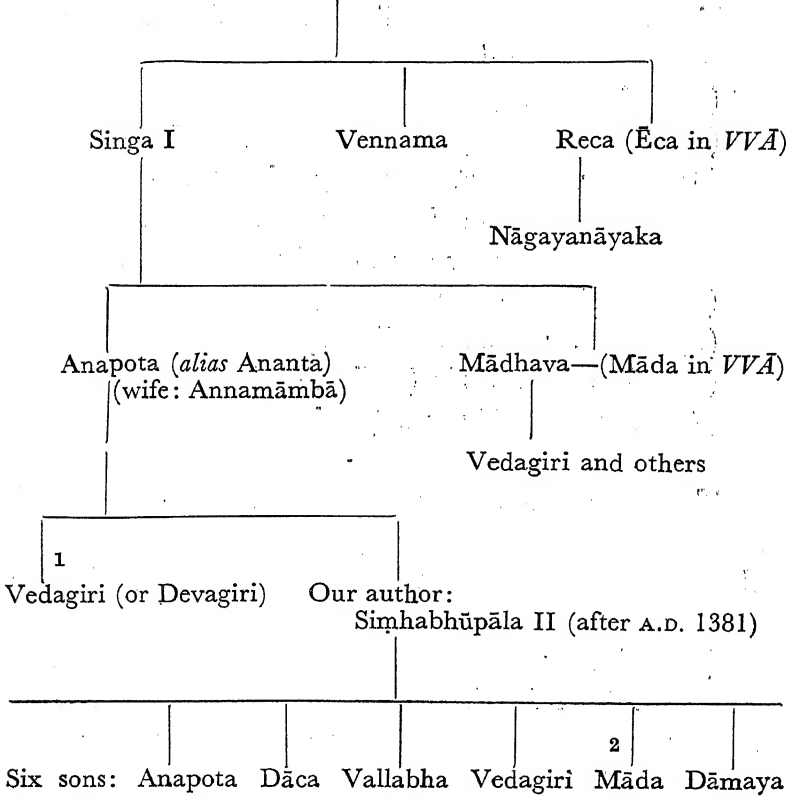 Singa I Vennama Reca (Ēca in VVĀ)
Nāgayanāyaka
Anapota (alias Ananta) Mādhava—(Māda in VVĀ)
(wife: Annamāmbā)
Vedagiri and others
1
Vedagiri (or Devagiri) Our author:
Siṃhabhūpāla II (after A.D. 1381)
2
Six sons: Anapota Dāca Vallabha Vedagiri Māda Dāmaya